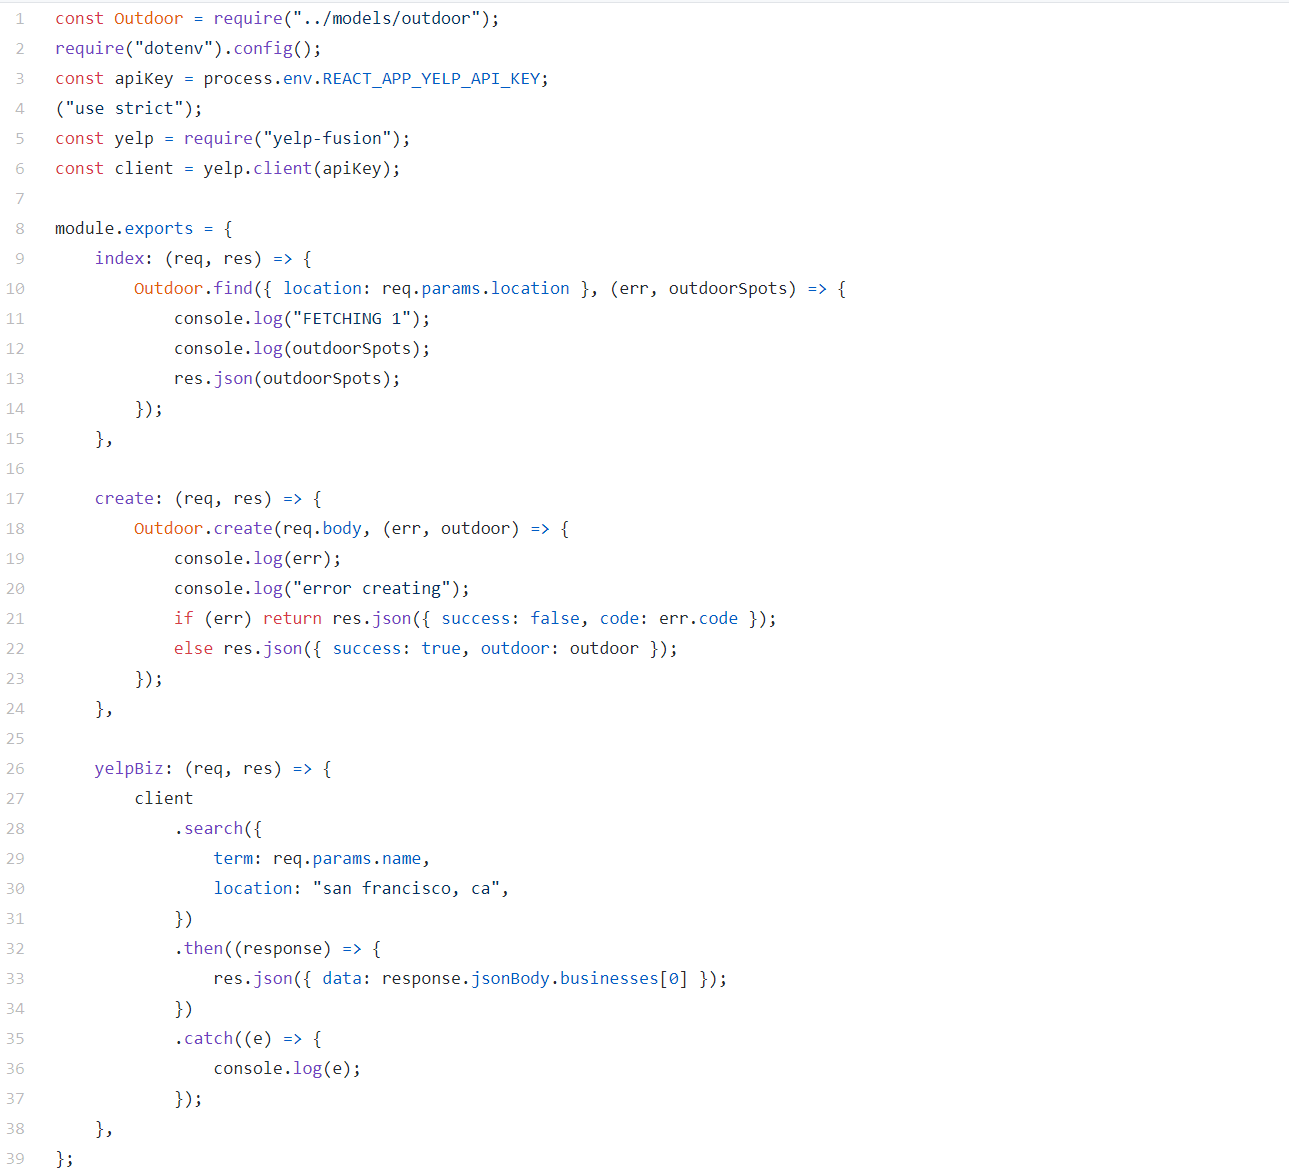 1 const Outdoor = require("../models/outdoor");
2 require("dotenv").config();
3 const apiKey = process.env.REACT_APP_YELP_API_KEY;
4 ("use strict");
5 const yelp = require("yelp-fusion");
6 const client = yelp.client(apiKey);
7
8 module.exports = {
9     index: (req, res) => {
10         Outdoor.find({ location: req.params.location }, (err, outdoorSpots) => {
11             console.log("FETCHING 1");
12             console.log(outdoorSpots);
13             res.json(outdoorSpots);
14         });
15     },
16
17     create: (req, res) => {
18         Outdoor.create(req.body, (err, outdoor) => {
19             console.log(err);
20             console.log("error creating");
21             if (err) return res.json({ success: false, code: err.code });
22             else res.json({ success: true, outdoor: outdoor });
23         });
24     },
25
26     yelpBiz: (req, res) => {
27         client
28             .search({
29                 term: req.params.name,
30                 location: "san francisco, ca",
31             })
32             .then((response) => {
33                 res.json({ data: response.jsonBody.businesses[0] });
34             })
35             .catch((e) => {
36                 console.log(e);
37             });
38     },
39 };